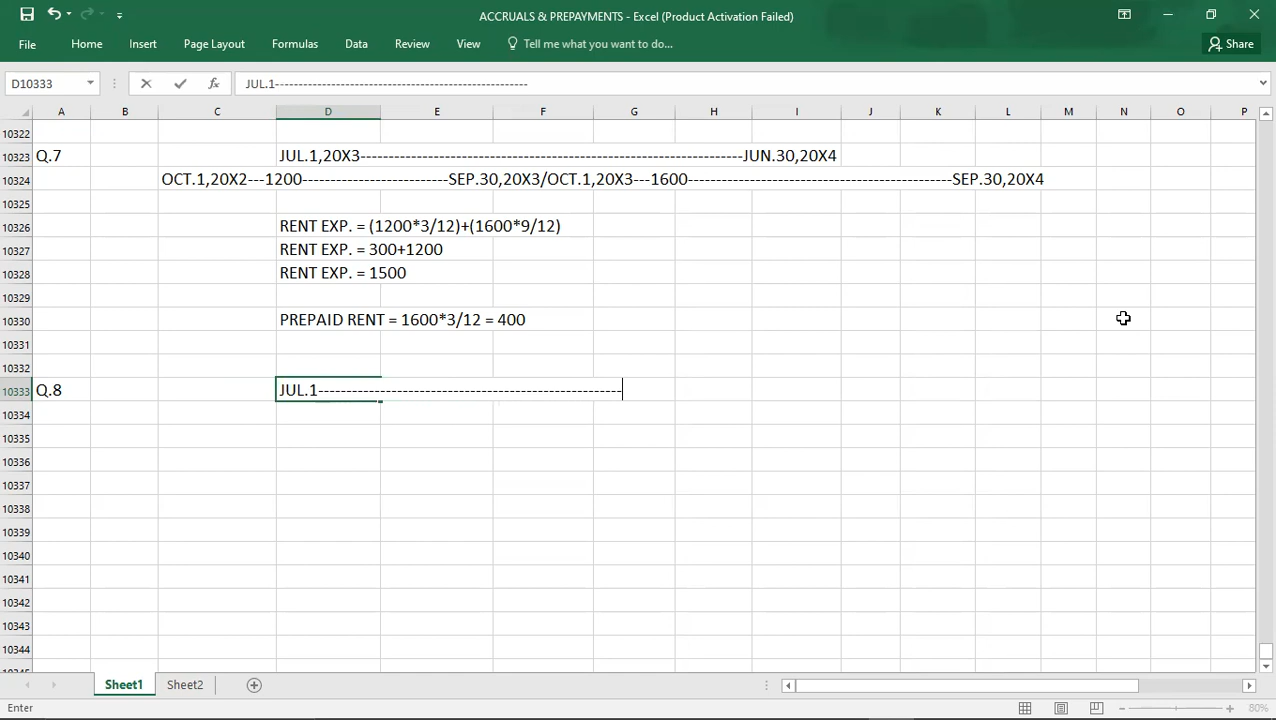 ACCRUALS & PREPAYMENTS - Excel (Product Activation Failed)
File Home Insert Page Layout Formulas Data Review View Tell me what you want to do... Share
D10333 fx JUL.1-----------------------------------------------------
A B C D E F G H I J K L M N O P
10322
10323 Q.7 JUL.1,20X3--------------------------------------------------------------------JUN.30,20X4
10324 OCT.1,20X2---1200--------------------------SEP.30,20X3/OCT.1,20X3---1600-----------------------------------------------SEP.30,20X4
10325
10326 RENT EXP. = (1200*3/12)+(1600*9/12)
10327 RENT EXP. = 300+1200
10328 RENT EXP. = 1500
10329
10330 PREPAID RENT = 1600*3/12 = 400
10331
10332
10333 Q.8 JUL.1-----------------------------------------------------
10334
10335
10336
10337
10338
10339
10340
10341
10342
10343
10344
Sheet1 Sheet2
Enter 80%